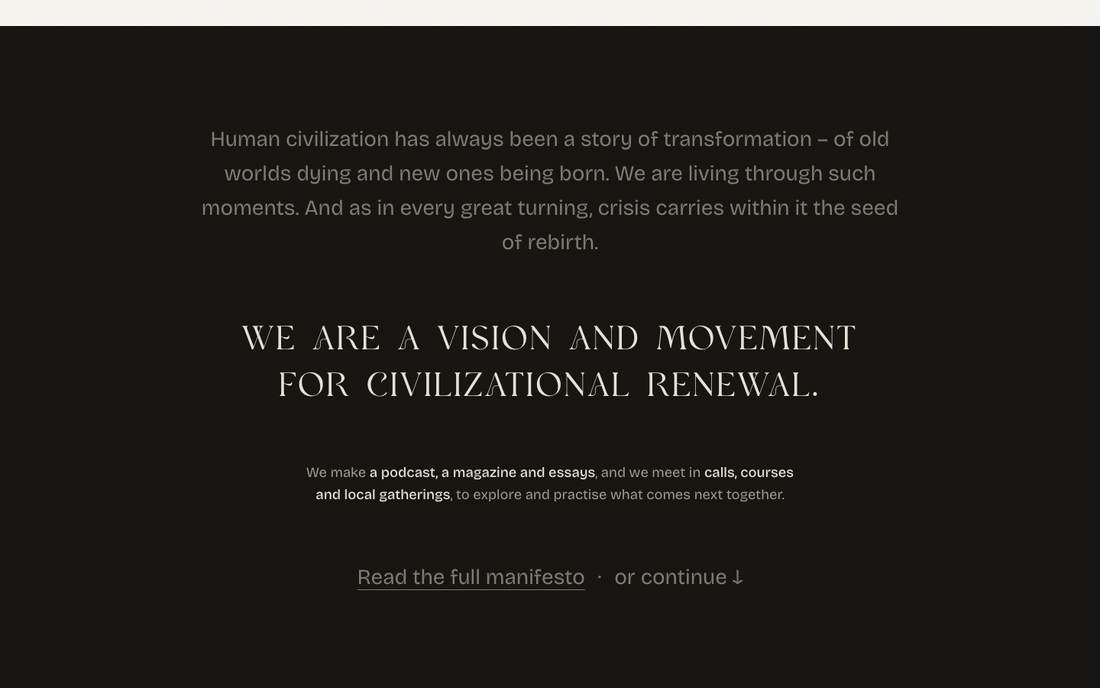 Human civilization has always been a story of transformation – of old
worlds dying and new ones being born. We are living through such
moments. And as in every great turning, crisis carries within it the seed
of rebirth.
WE ARE A VISION AND MOVEMENT
FOR CIVILIZATIONAL RENEWAL.
We make a podcast, a magazine and essays, and we meet in calls, courses
and local gatherings, to explore and practise what comes next together.
Read the full manifesto · or continue ↓